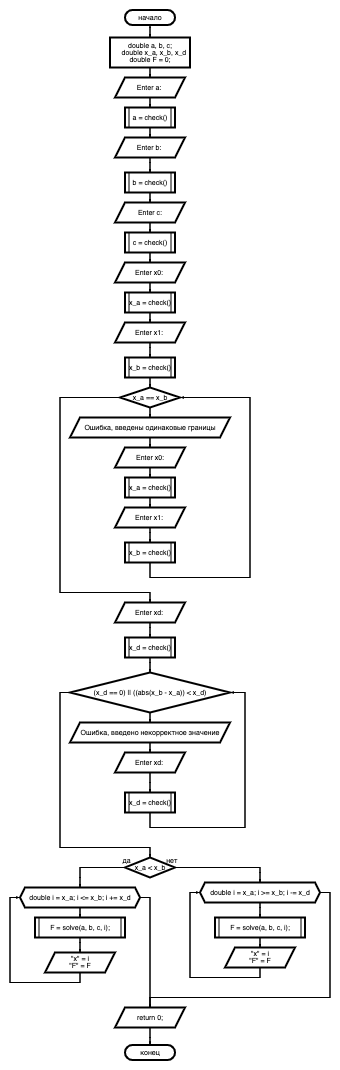 начало
double a, b, c;
double x_a, x_b, x_d
double F = 0;
Enter a:
a = check()
Enter b:
b = check()
Enter c:
c = check()
Enter x0:
x_a = check()
Enter x1:
x_b = check()
x_a == x_b
Ошибка, введены одинаковые границы
Enter x0:
x_a = check()
Enter x1:
x_b = check()
Enter xd:
x_d = check()
(x_d == 0) || ((abs(x_b - x_a)) < x_d)
Ошибка, введено некорректное значение
Enter xd:
x_d = check()
да
нет
x_a < x_b
double i = x_a; i <= x_b; i += x_d
F = solve(a, b, c, i);
"x" = i
"F" = F
double i = x_a; i >= x_b; i -= x_d
F = solve(a, b, c, i);
"x" = i
"F" = F
return 0;
конец